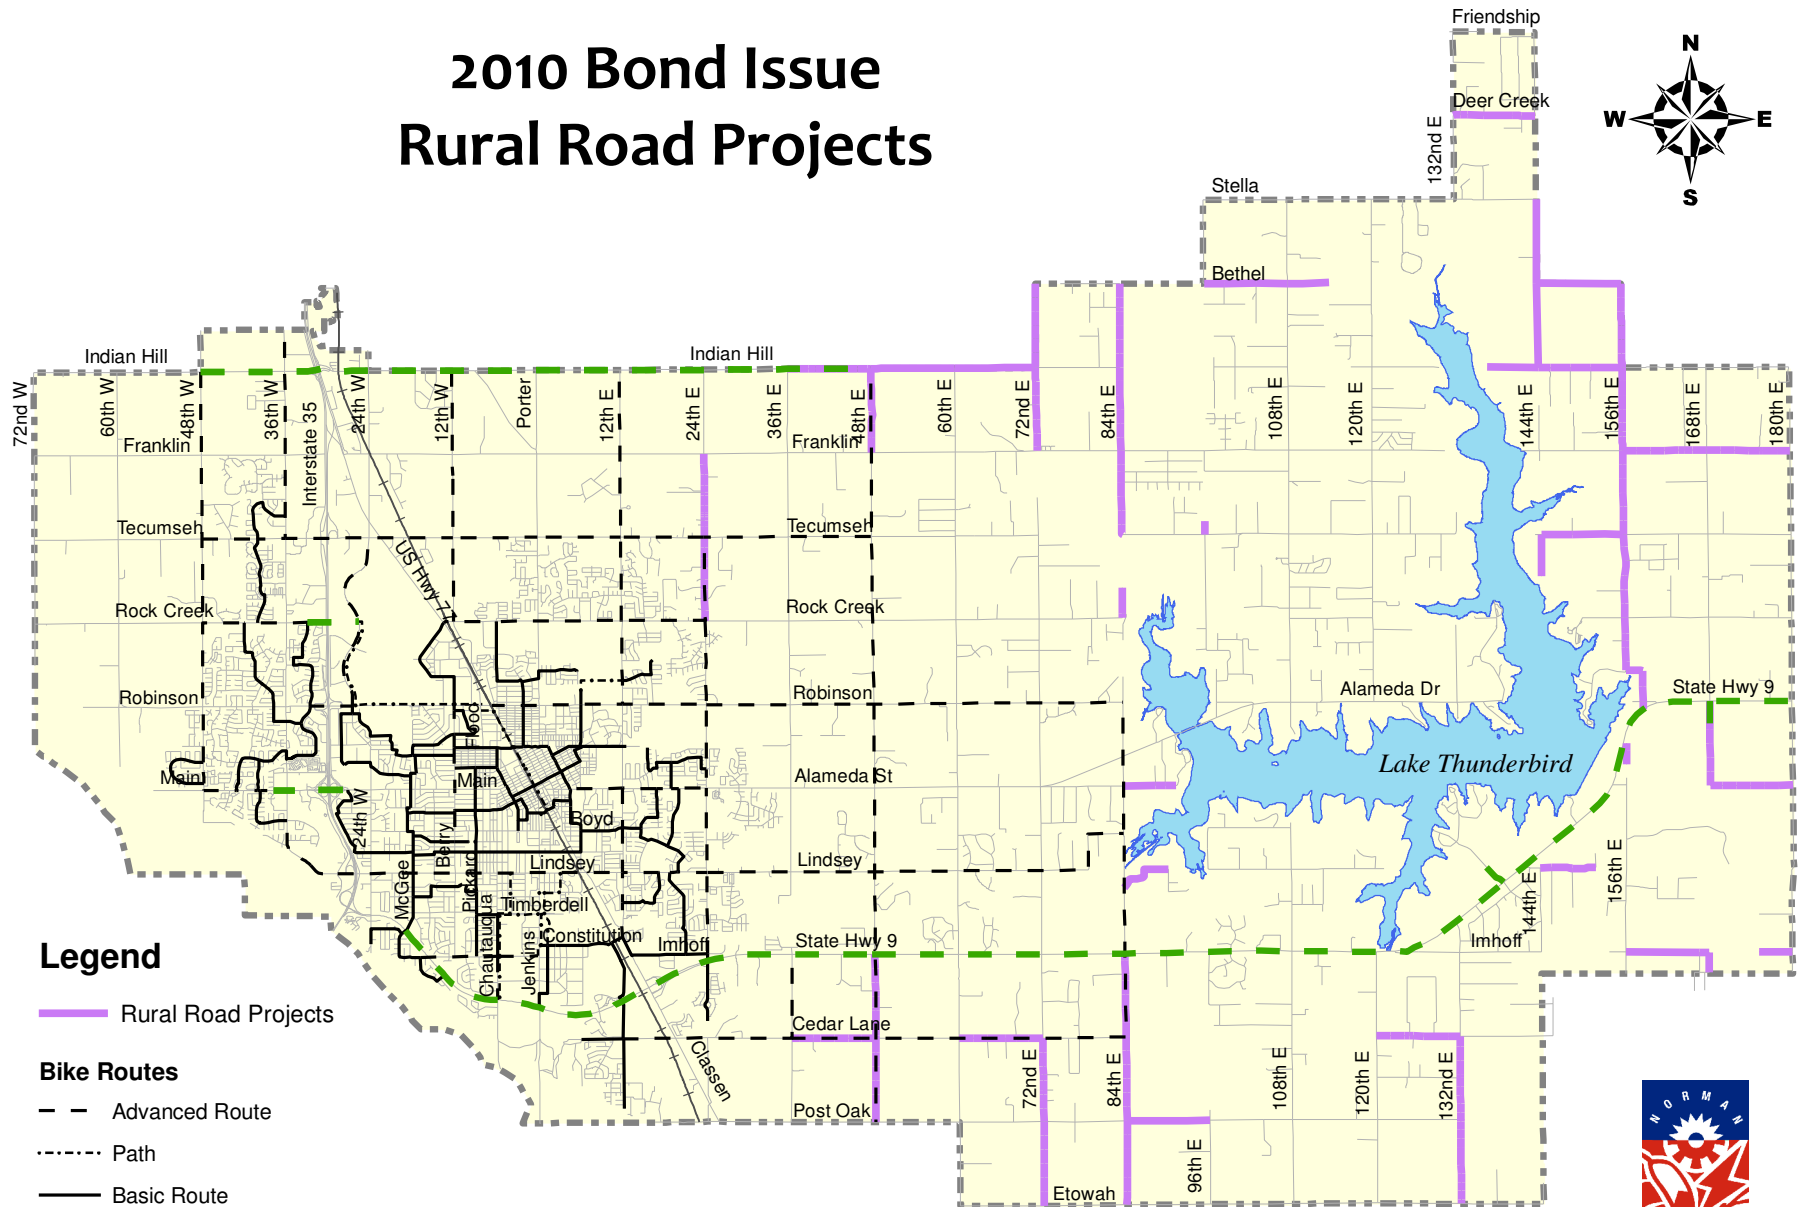 2010 Bond Issue
Rural Road Projects
Friendship
N
W
E
S
Deer Creek
132nd E
Stella
Bethel
Indian Hill
Indian Hill
72nd W
60th W
48th W
36th W
Interstate 35
24th W
12th W
Porter
12th E
24th E
36th E
48th E
60th E
72nd E
84th E
108th E
120th E
144th E
156th E
168th E
180th E
Franklin
Franklin
Tecumseh
Tecumseh
US Hwy 77
Rock Creek
Rock Creek
Robinson
Robinson
Alameda Dr
State Hwy 9
Flood
Main
Main
Alameda St
Lake Thunderbird
24th W
Boyd
Berry
Lindsey
Lindsey
McGee
Pickard
156th E
144th E
Timberdell
Chautauqua
Constitution
Jenkins
Imhoff
State Hwy 9
Imhoff
Cedar Lane
Classen
72nd E
84th E
108th E
120th E
132nd E
Post Oak
96th E
Etowah
Legend
Rural Road Projects
Bike Routes
Advanced Route
Path
Basic Route
NORMAN